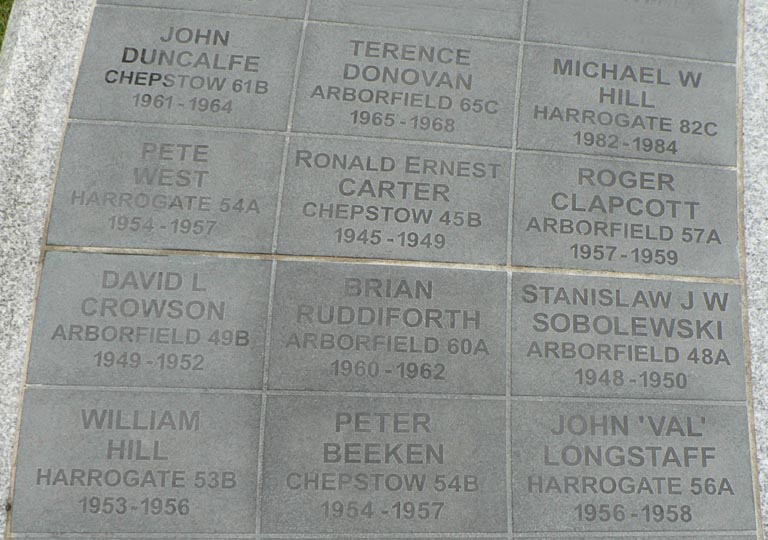 JOHN
DUNCALFE
CHEPSTOW 61B
1961 - 1964
TERENCE
DONOVAN
ARBORFIELD 65C
1965 - 1968
MICHAEL W
HILL
HARROGATE 82C
1982 - 1984
PETE
WEST
HARROGATE 54A
1954 - 1957
RONALD ERNEST
CARTER
CHEPSTOW 45B
1945 - 1949
ROGER
CLAPCOTT
ARBORFIELD 57A
1957 - 1959
DAVID L
CROWSON
ARBORFIELD 49B
1949 - 1952
BRIAN
RUDDIFORTH
ARBORFIELD 60A
1960 - 1962
STANISLAW J W
SOBOLEWSKI
ARBORFIELD 48A
1948 - 1950
WILLIAM
HILL
HARROGATE 53B
1953 - 1956
PETER
BEEKEN
CHEPSTOW 54B
1954 - 1957
JOHN 'VAL'
LONGSTAFF
HARROGATE 56A
1956 - 1958